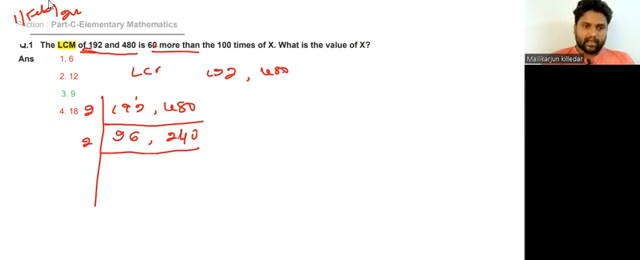 Section : Part-C-Elementary Mathematics
Q.1 The LCM of 192 and 480 is 60 more than the 100 times of X. What is the value of X?
Ans 1. 6
2. 12
3. 9
4. 18
192, 480
2 192, 480
2 96, 240
Mallikarjun killedar